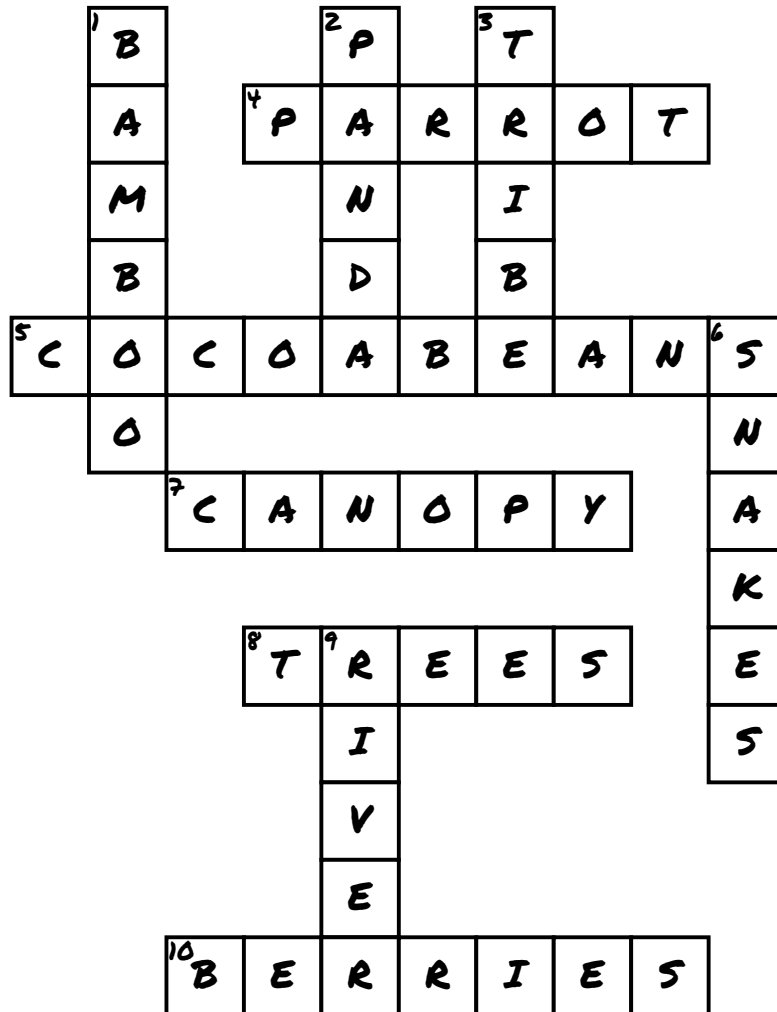 1 B 2 P 3 T
A 4 P A R R O T
M N I
B D B
5 C O C O A B E A N 6 S
O N
7 C A N O P Y A
K
8 T 9 R E E S E
I S
V
E
10 B E R R I E S